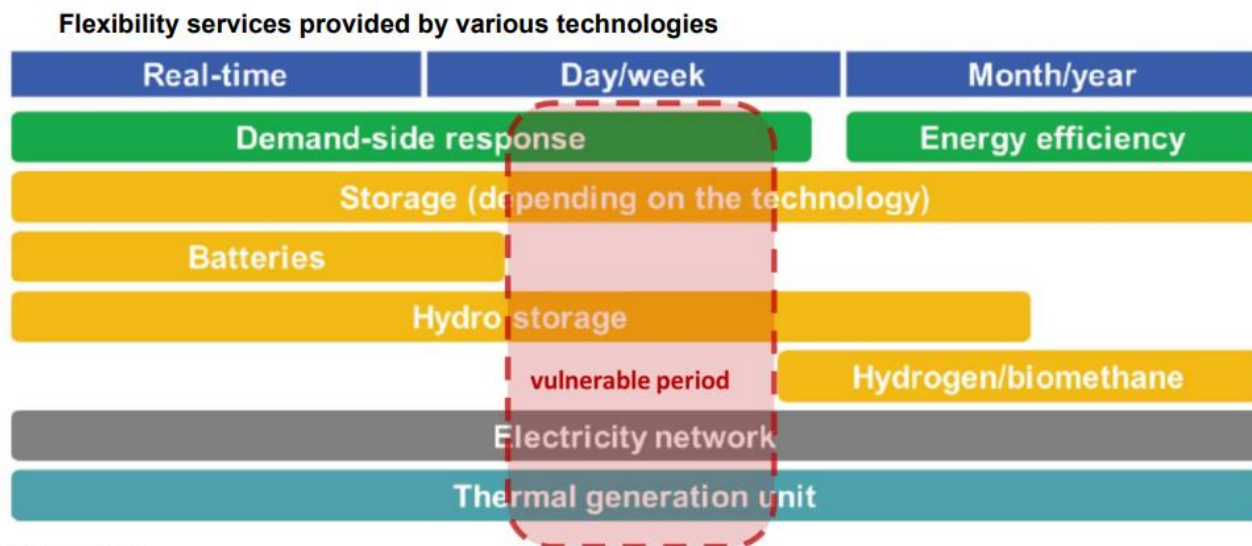 Flexibility services provided by various technologies
Real-time Day/week Month/year
Demand-side response Energy efficiency
Storage (depending on the technology)
Batteries
Hydro storage
vulnerable period Hydrogen/biomethane
Electricity network
Thermal generation unit